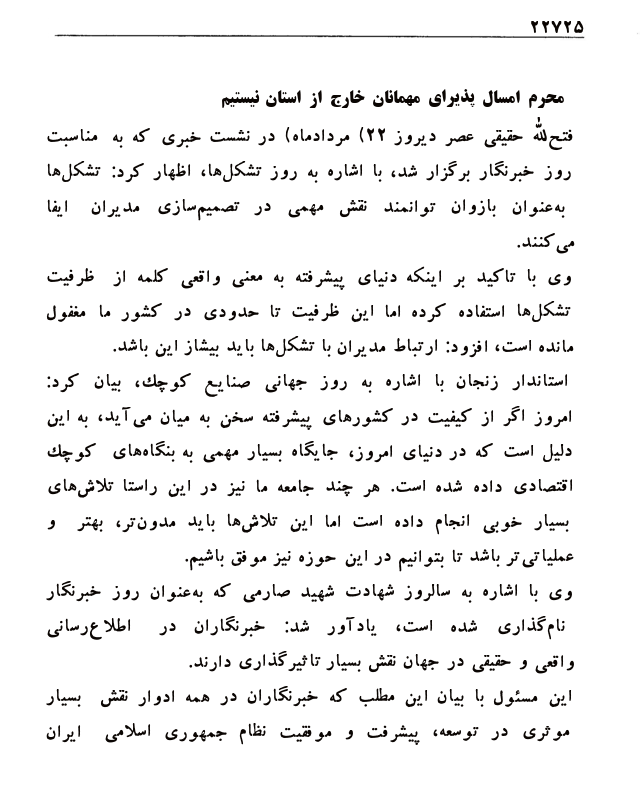 ۲۲۷۲۵
محرم امسال پذیرای مهمانان خارج از استان نیستیم
فتح‌الله حقیقی عصر دیروز ۲۲) مردادماه) در نشست خبری که به مناسبت
روز خبرنگار برگزار شد، با اشاره به روز تشکل‌ها، اظهار کرد: تشکل‌ها
به‌عنوان بازوان توانمند نقش مهمی در تصمیم‌سازی مدیران ایفا
می‌کنند.
وی با تاکید بر اینکه دنیای پیشرفته به معنی واقعی کلمه از ظرفیت
تشکل‌ها استفاده کرده اما این ظرفیت تا حدودی در کشور ما مغفول
مانده است، افزود: ارتباط مدیران با تشکل‌ها باید بیشاز این باشد.
استاندار زنجان با اشاره به روز جهانی صنایع کوچک، بیان کرد:
امروز اگر از کیفیت در کشورهای پیشرفته سخن به میان می‌آید، به این
دلیل است که در دنیای امروز، جایگاه بسیار مهمی به بنگاه‌های کوچک
اقتصادی داده شده است. هر چند جامعه ما نیز در این راستا تلاش‌های
بسیار خوبی انجام داده است اما این تلاش‌ها باید مدون‌تر، بهتر و
عملیاتی‌تر باشد تا بتوانیم در این حوزه نیز موفق باشیم.
وی با اشاره به سالروز شهادت شهید صارمی که به‌عنوان روز خبرنگار
نام‌گذاری شده است، یادآور شد: خبرنگاران در اطلاع‌رسانی
واقعی و حقیقی در جهان نقش بسیار تاثیرگذاری دارند.
این مسئول با بیان این مطلب که خبرنگاران در همه ادوار نقش بسیار
موثری در توسعه، پیشرفت و موفقیت نظام جمهوری اسلامی ایران